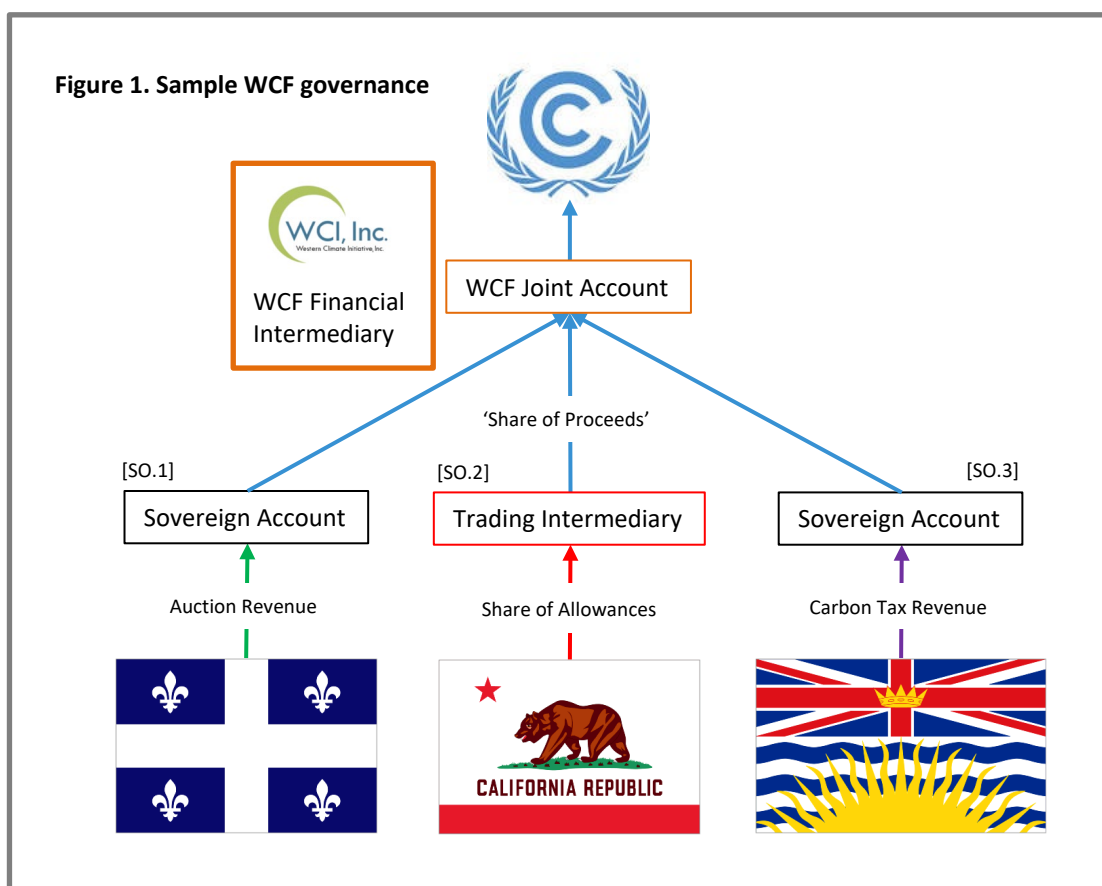 Figure 1. Sample WCF governance
WCI, Inc.
Western Climate Initiative, Inc.
WCF Financial
Intermediary
WCF Joint Account
‘Share of Proceeds’
[SO.1]
[SO.2]
[SO.3]
Sovereign Account
Trading Intermediary
Sovereign Account
Auction Revenue
Share of Allowances
Carbon Tax Revenue
CALIFORNIA REPUBLIC